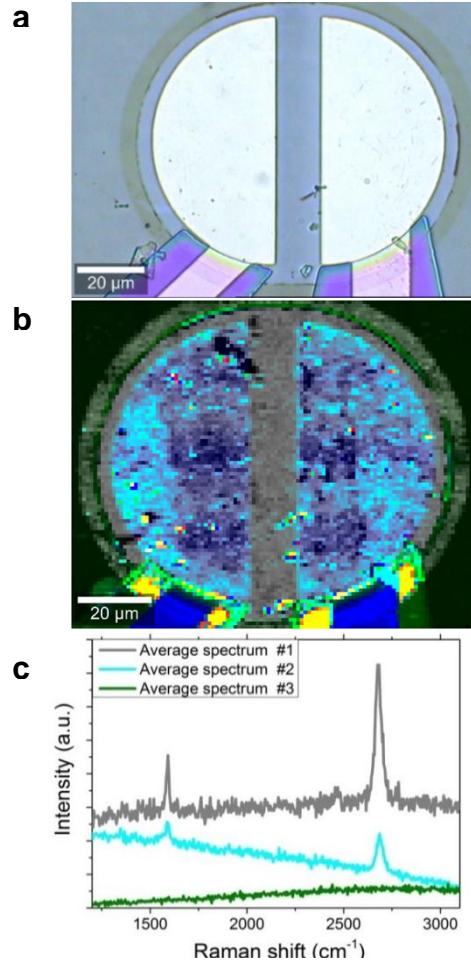 a
20 µm
b
20 µm
c
Average spectrum #1
Average spectrum #2
Average spectrum #3
Intensity (a.u.)
1500 2000 2500 3000
Raman shift (cm⁻¹)